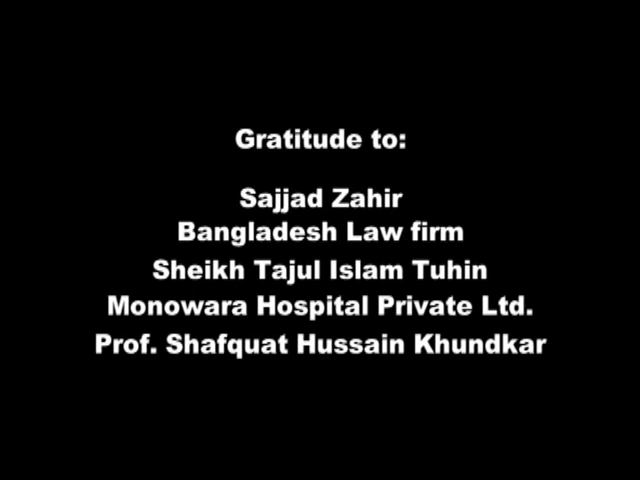 Gratitude to:
Sajjad Zahir
Bangladesh Law firm
Sheikh Tajul Islam Tuhin
Monowara Hospital Private Ltd.
Prof. Shafquat Hussain Khundkar